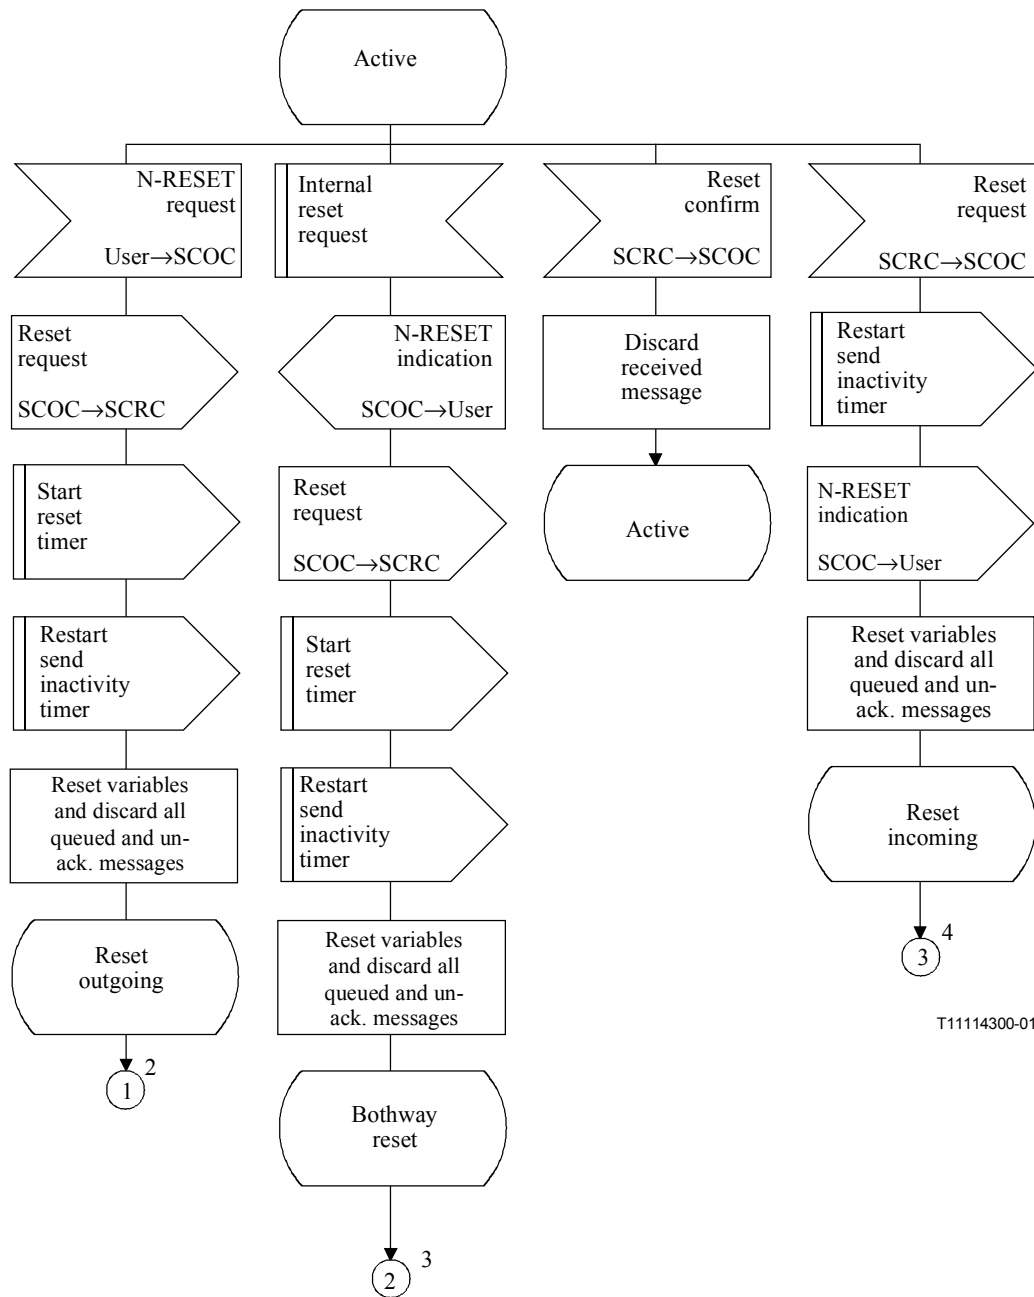 Active
N-RESET
request
User→SCOC
Internal
reset
request
Reset
confirm
SCRC→SCOC
Reset
request
SCRC→SCOC
Reset
request
SCOC→SCRC
N-RESET
indication
SCOC→User
Discard
received
message
Restart
send
inactivity
timer
Start
reset
timer
Reset
request
SCOC→SCRC
Active
N-RESET
indication
SCOC→User
Restart
send
inactivity
timer
Start
reset
timer
Reset variables
and discard all
queued and un-
ack. messages
Reset variables
and discard all
queued and un-
ack. messages
Restart
send
inactivity
timer
Reset
incoming
Reset
outgoing
Reset variables
and discard all
queued and un-
ack. messages
4
3
T11114300-01
2
1
Bothway
reset
3
2